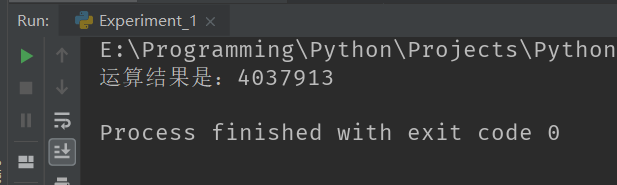 Run: Experiment_1
E:\Programming\Python\Projects\Python
运算结果是：4037913
Process finished with exit code 0